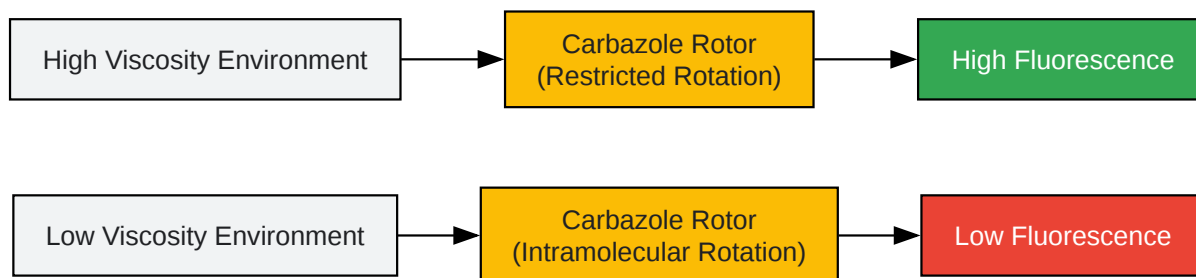 High Viscosity Environment
Carbazole Rotor
(Restricted Rotation)
High Fluorescence
Low Viscosity Environment
Carbazole Rotor
(Intramolecular Rotation)
Low Fluorescence